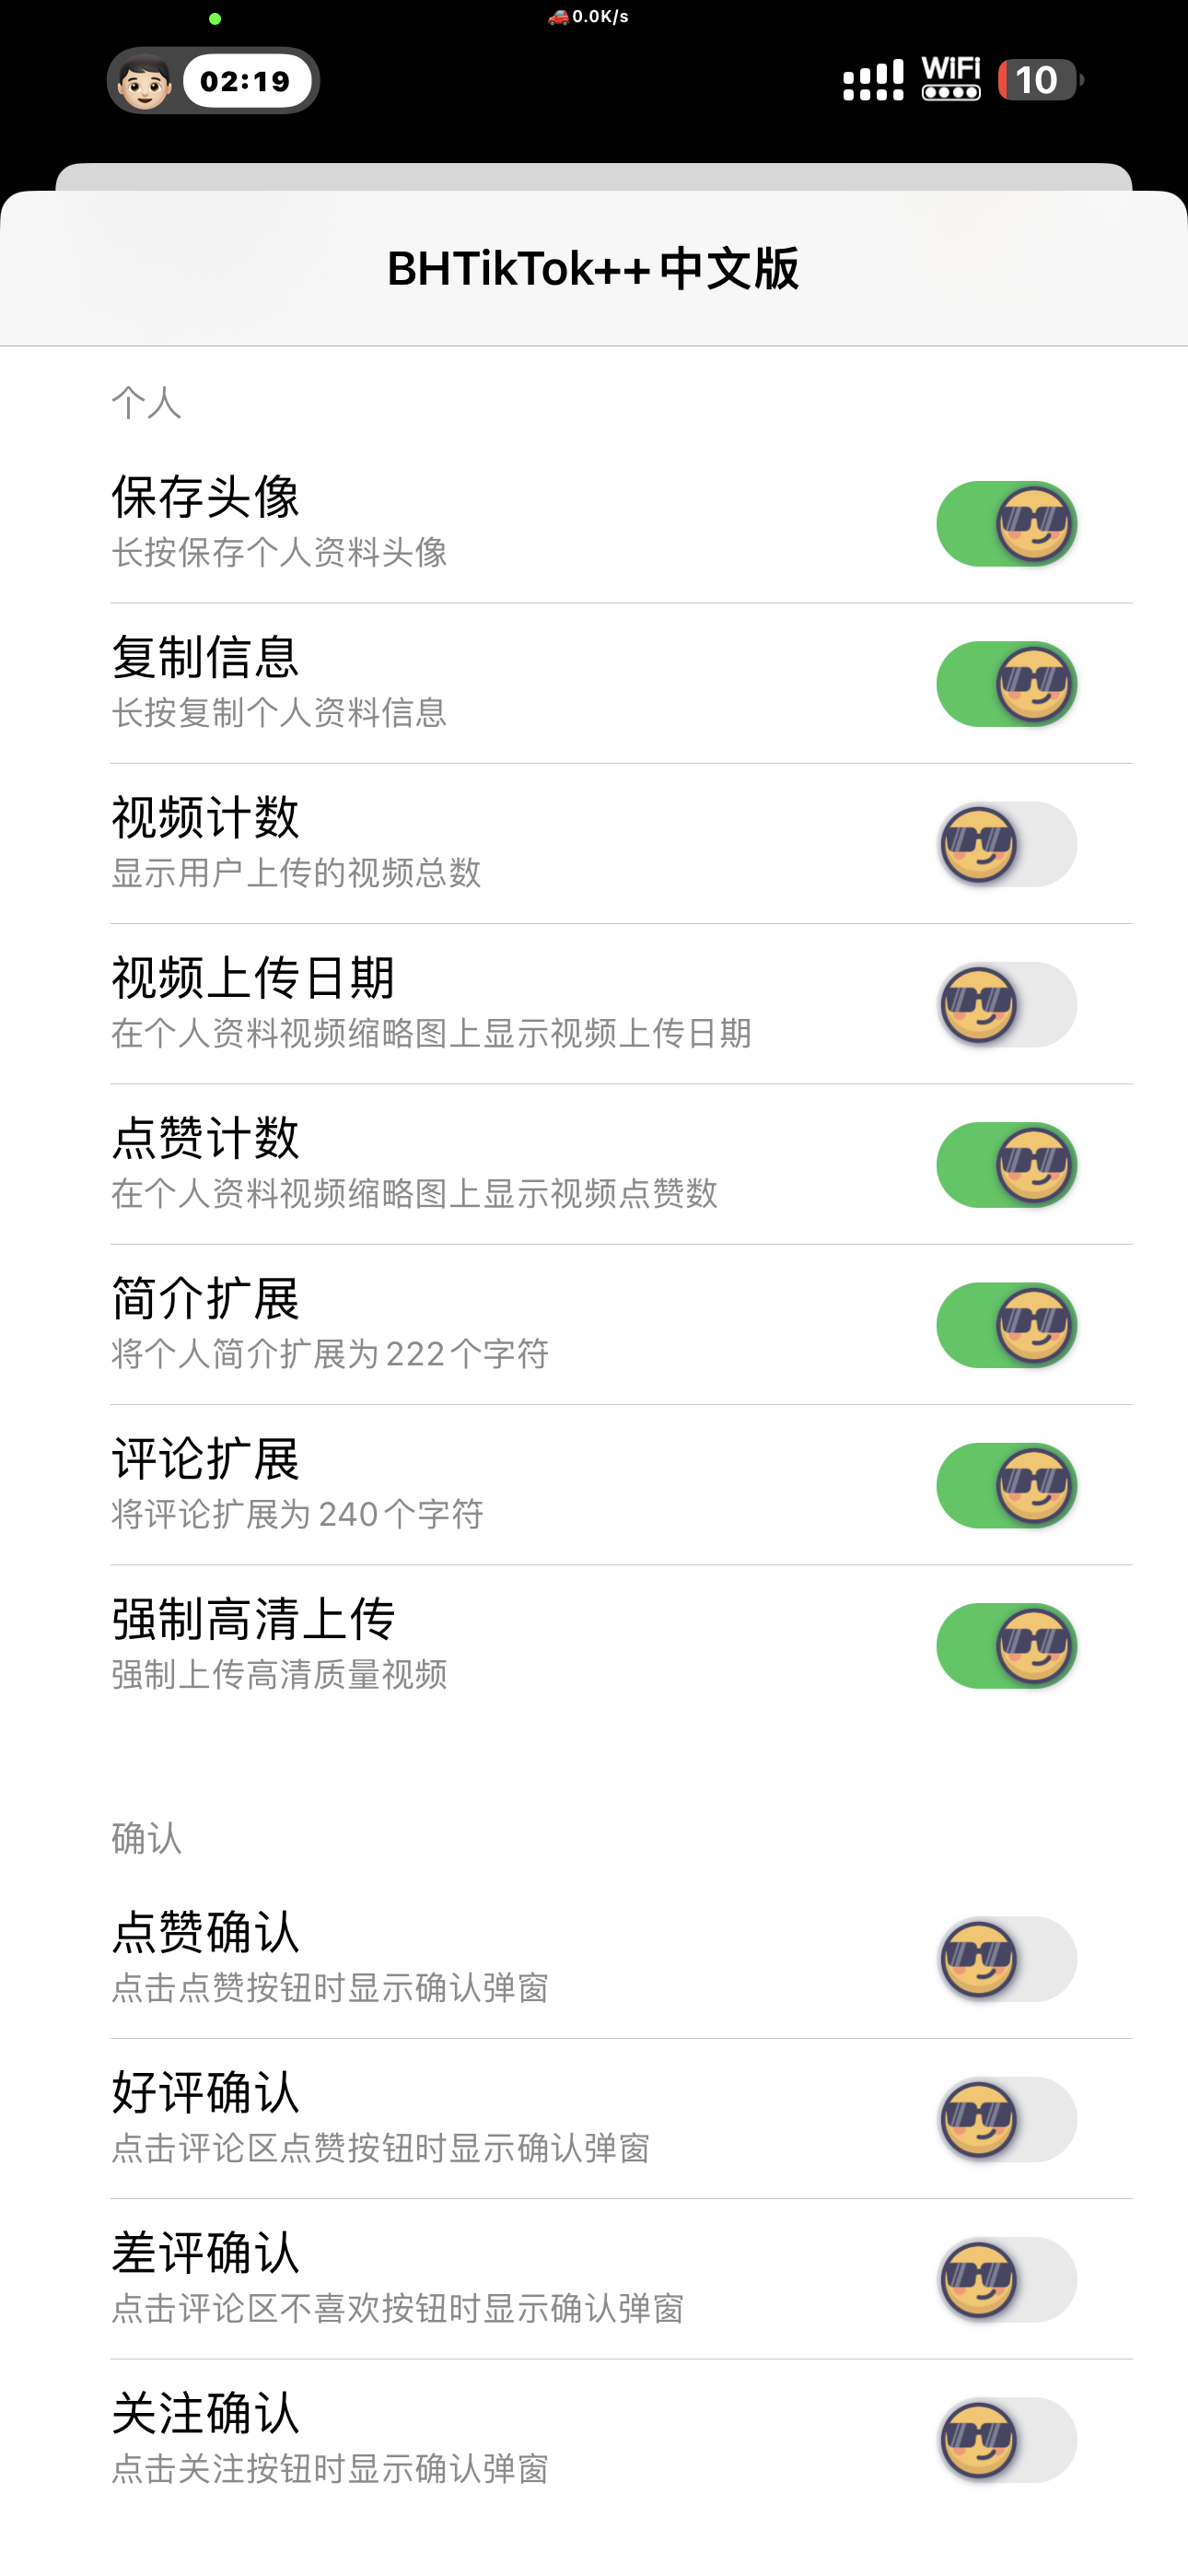 🚗0.0K/s
02:19
WiFi
10
BHTikTok++中文版
个人
保存头像
长按保存个人资料头像
复制信息
长按复制个人资料信息
视频计数
显示用户上传的视频总数
视频上传日期
在个人资料视频缩略图上显示视频上传日期
点赞计数
在个人资料视频缩略图上显示视频点赞数
简介扩展
将个人简介扩展为222个字符
评论扩展
将评论扩展为240个字符
强制高清上传
强制上传高清质量视频
确认
点赞确认
点击点赞按钮时显示确认弹窗
好评确认
点击评论区点赞按钮时显示确认弹窗
差评确认
点击评论区不喜欢按钮时显示确认弹窗
关注确认
点击关注按钮时显示确认弹窗